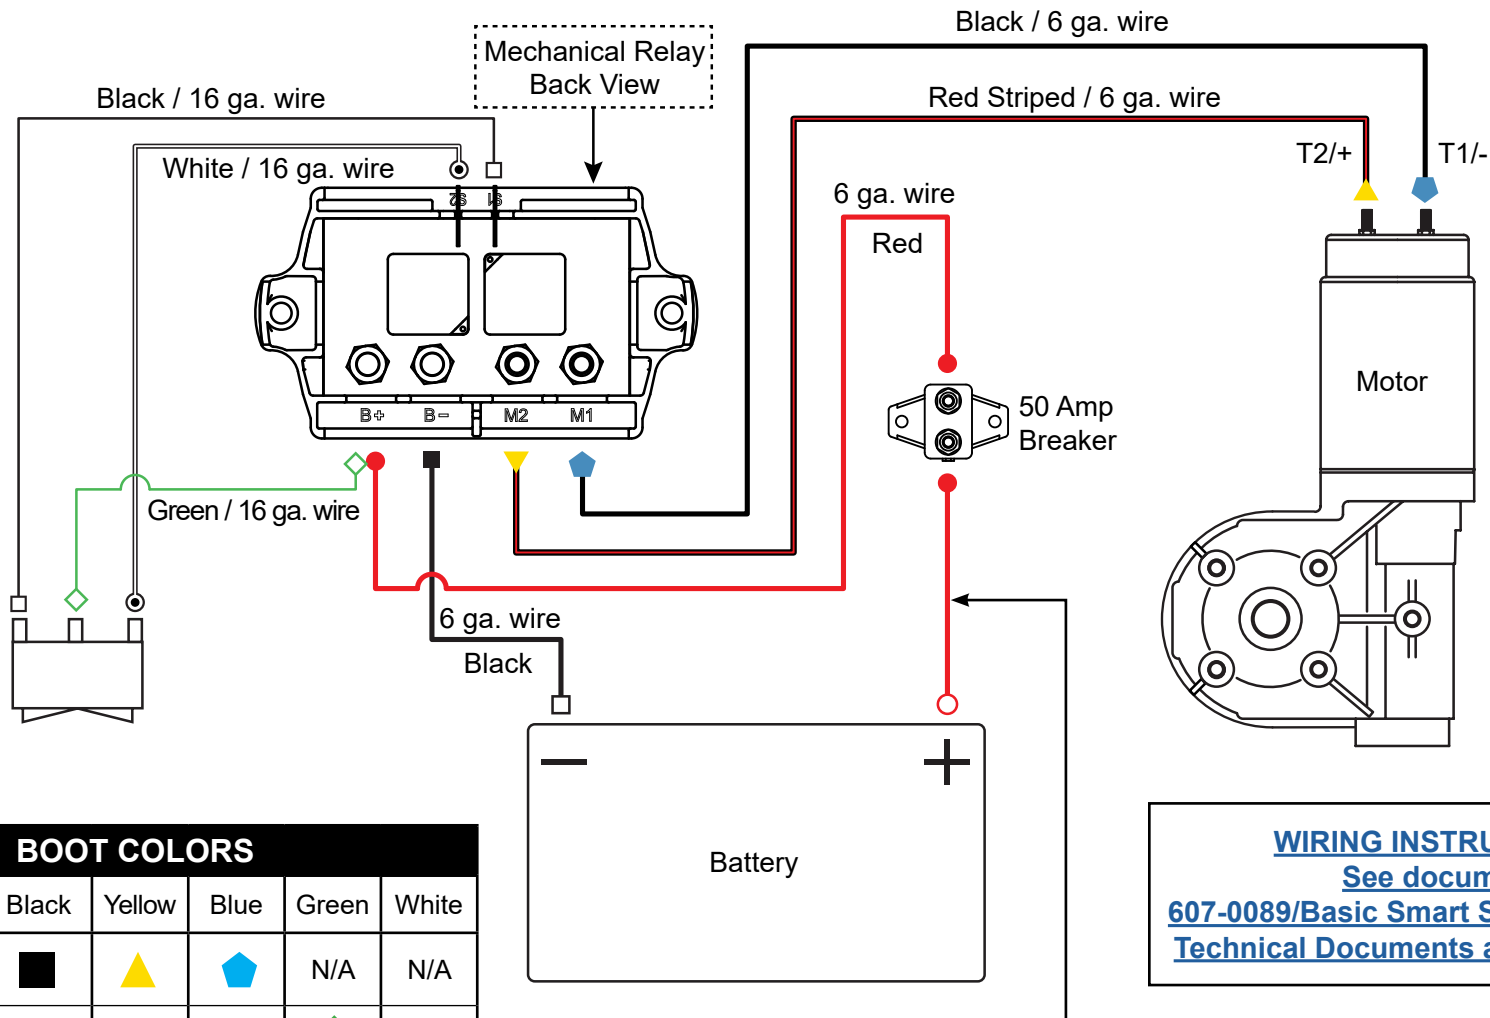 Black / 6 ga. wire
Mechanical Relay
Back View
Black / 16 ga. wire
Red Striped / 6 ga. wire
White / 16 ga. wire
T2/+
T1/-
S2
S1
6 ga. wire
Red
Motor
50 Amp
Breaker
B+
B-
M2
M1
Green / 16 ga. wire
6 ga. wire
Black
Battery
BOOT COLORS
Black Yellow Blue Green White
N/A N/A
WIRING INSTRU
See docum
607-0089/Basic Smart S
Technical Documents a